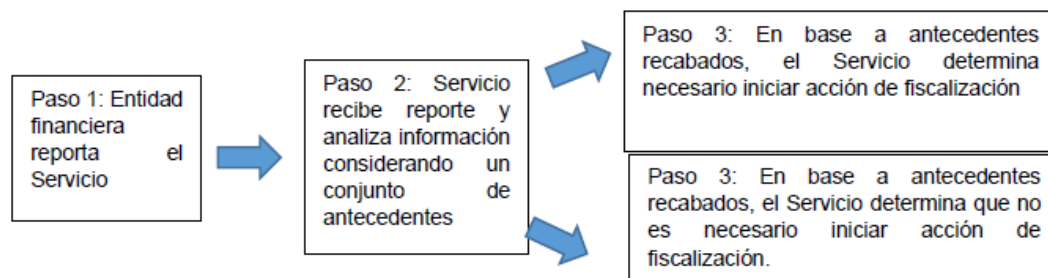 Paso 1: Entidad
financiera
reporta el
Servicio
Paso 2: Servicio
recibe reporte y
analiza información
considerando un
conjunto de
antecedentes
Paso 3: En base a antecedentes
recabados, el Servicio determina
necesario iniciar acción de fiscalización
Paso 3: En base a antecedentes
recabados, el Servicio determina que no
es necesario iniciar acción de
fiscalización.